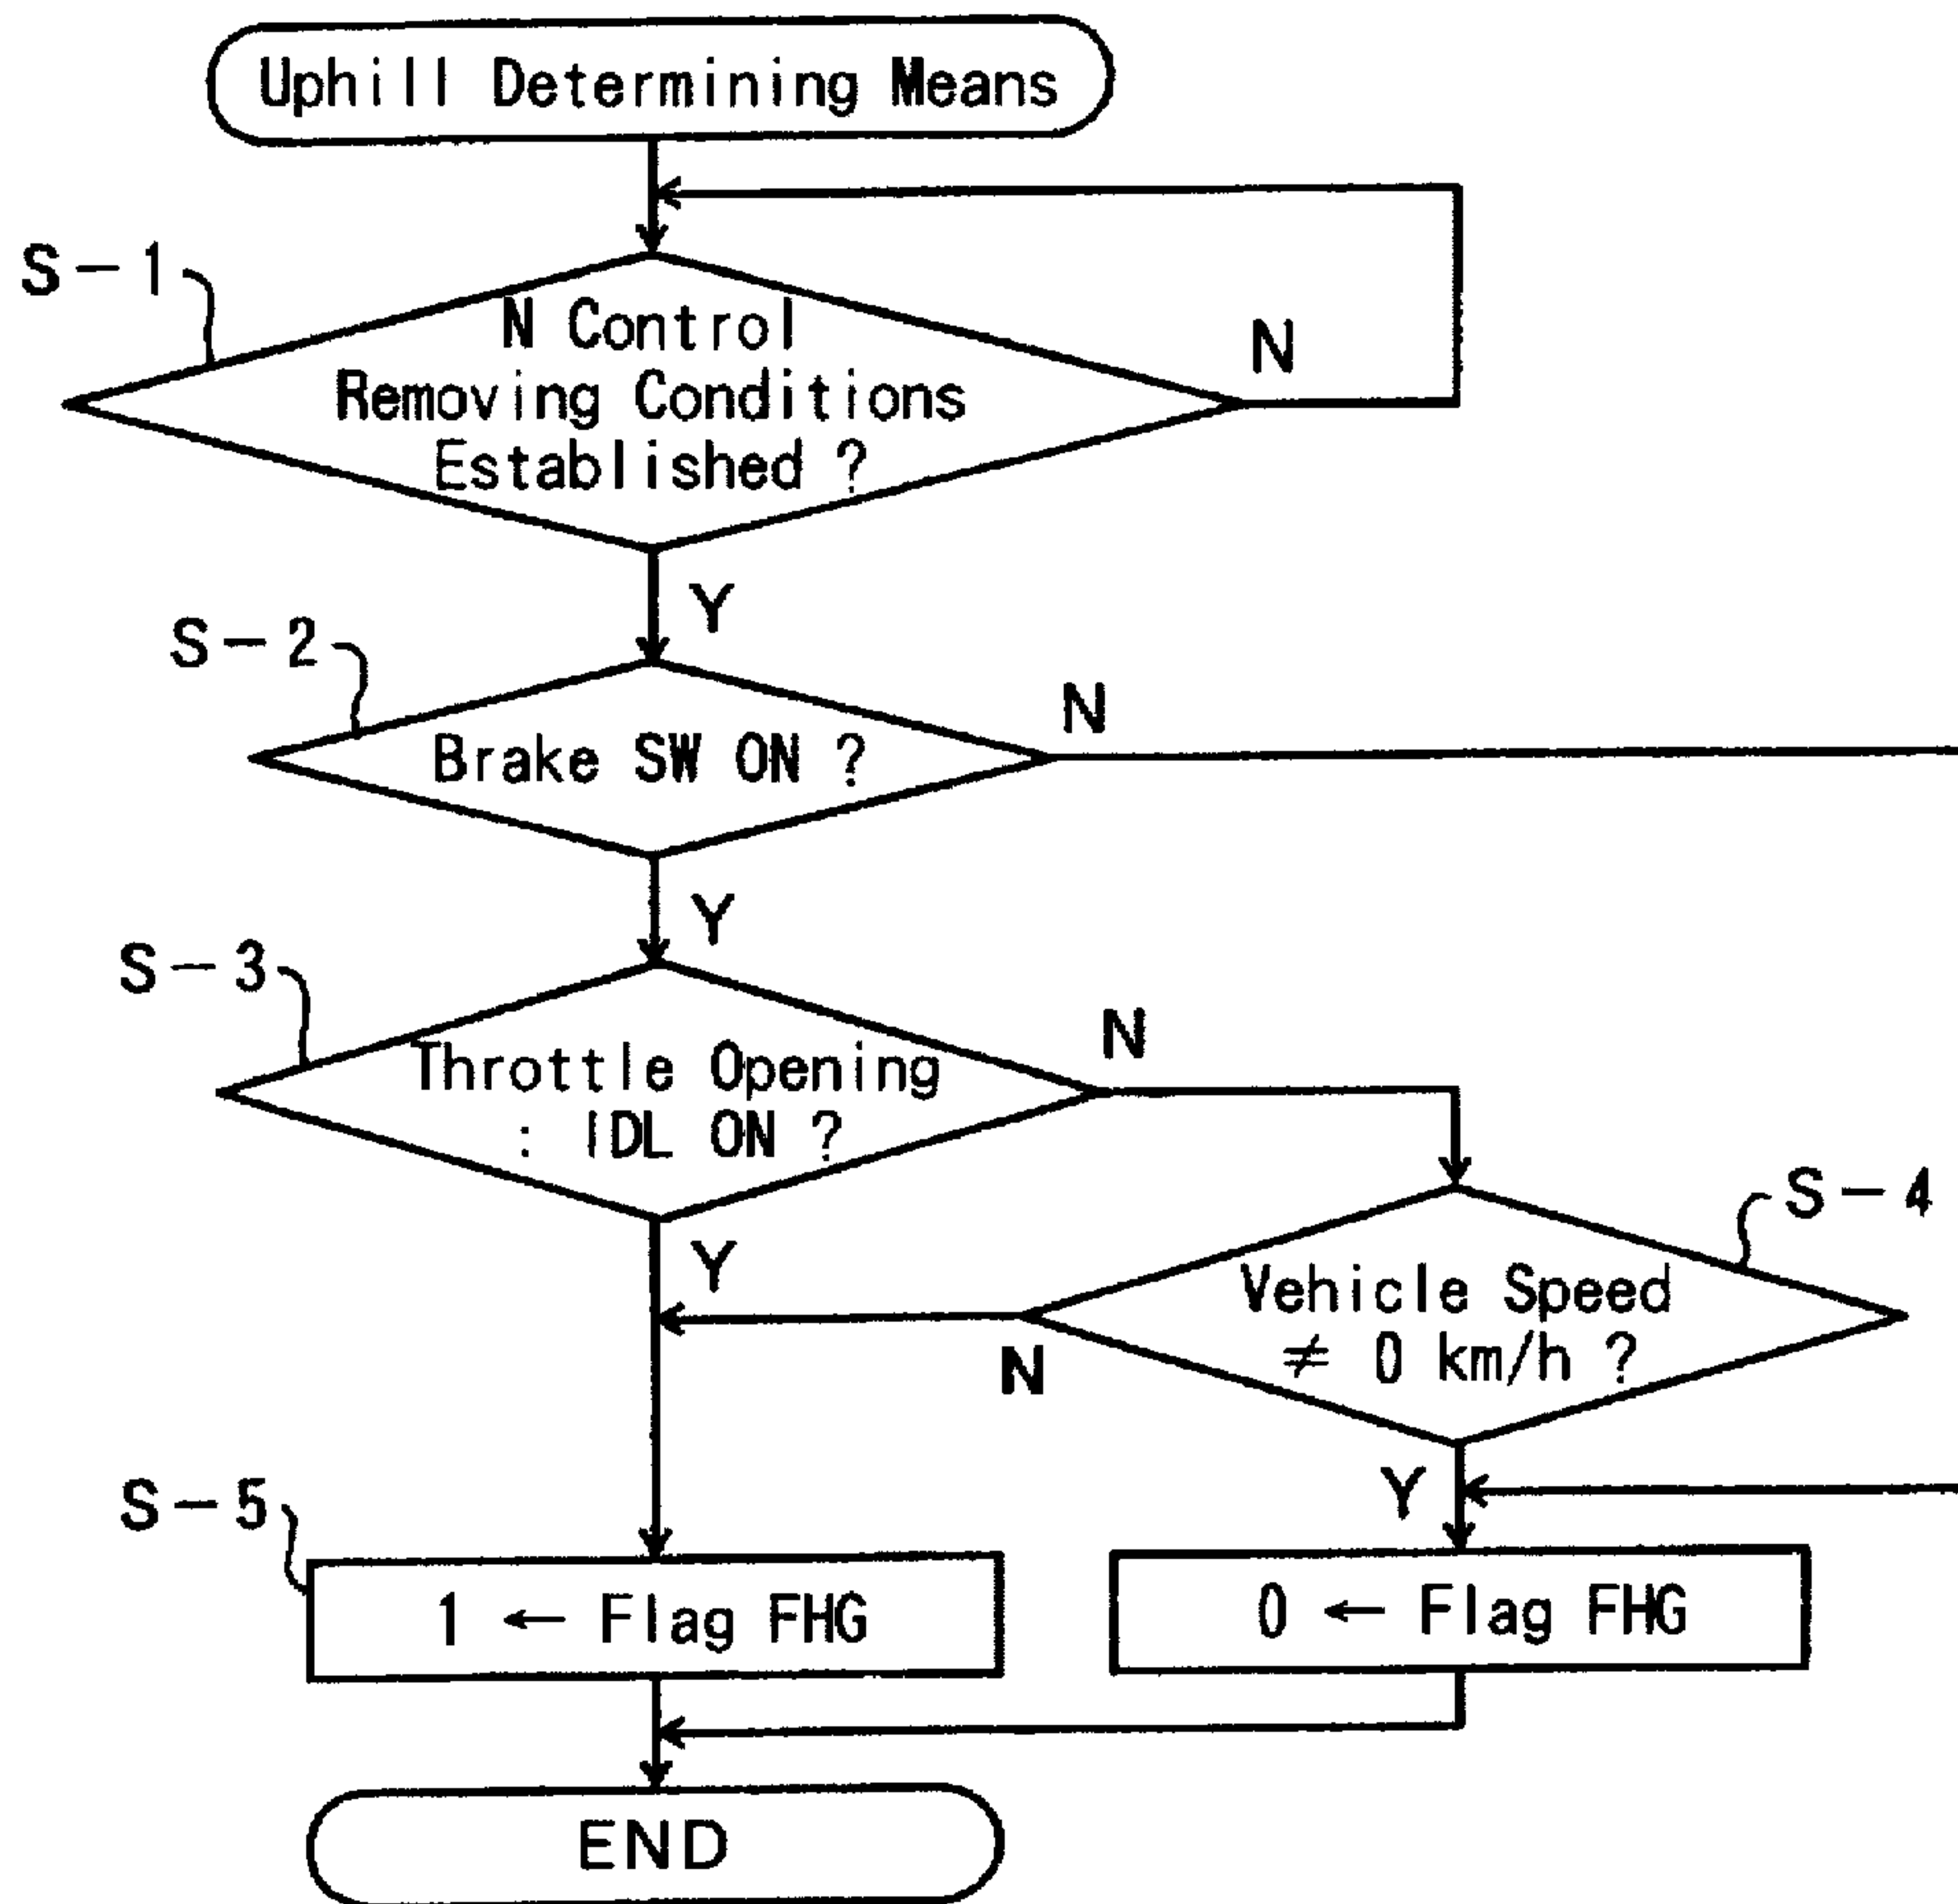 Uphill Determining Means
S-1
N Control
Removing Conditions
Established ?
N
Y
S-2
Brake SW ON ?
N
Y
S-3
Throttle Opening
: IDL ON ?
N
Y
S-4
Vehicle Speed
≠ 0 km/h ?
N
Y
S-5
1 ← Flag FHG
0 ← Flag FHG
END